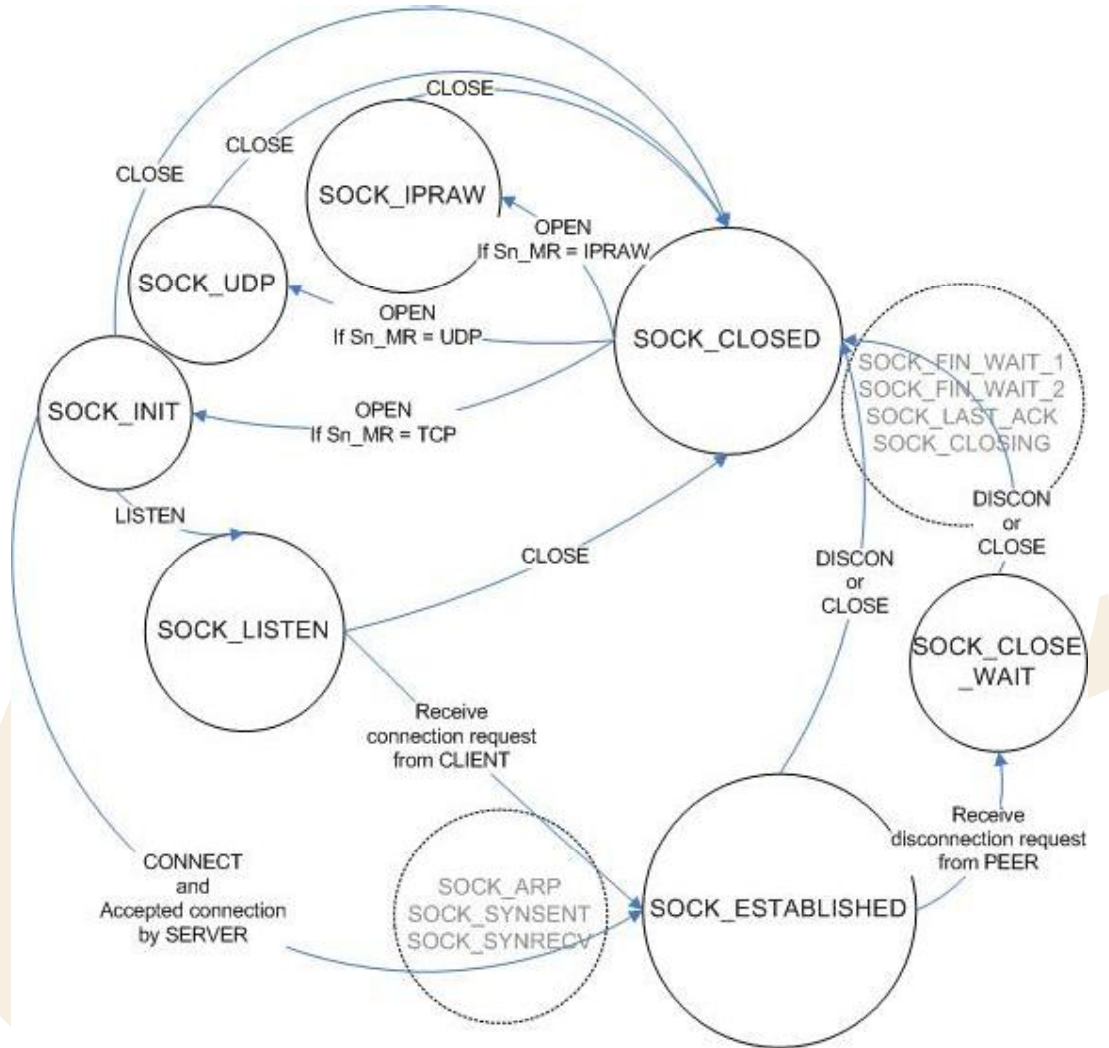 CLOSE
CLOSE
CLOSE
SOCK_IPRAW
OPEN
If Sn_MR = IPRAW
SOCK_UDP
OPEN
If Sn_MR = UDP
SOCK_CLOSED
SOCK_FIN_WAIT_1
SOCK_FIN_WAIT_2
SOCK_LAST_ACK
SOCK_CLOSING
SOCK_INIT
OPEN
If Sn_MR = TCP
LISTEN
DISCON
or
CLOSE
CLOSE
DISCON
or
CLOSE
SOCK_LISTEN
SOCK_CLOSE
_WAIT
Receive
connection request
from CLIENT
Receive
disconnection request
from PEER
CONNECT
and
Accepted connection
by SERVER
SOCK_ARP
SOCK_SYNSENT
SOCK_SYNRECV
SOCK_ESTABLISHED